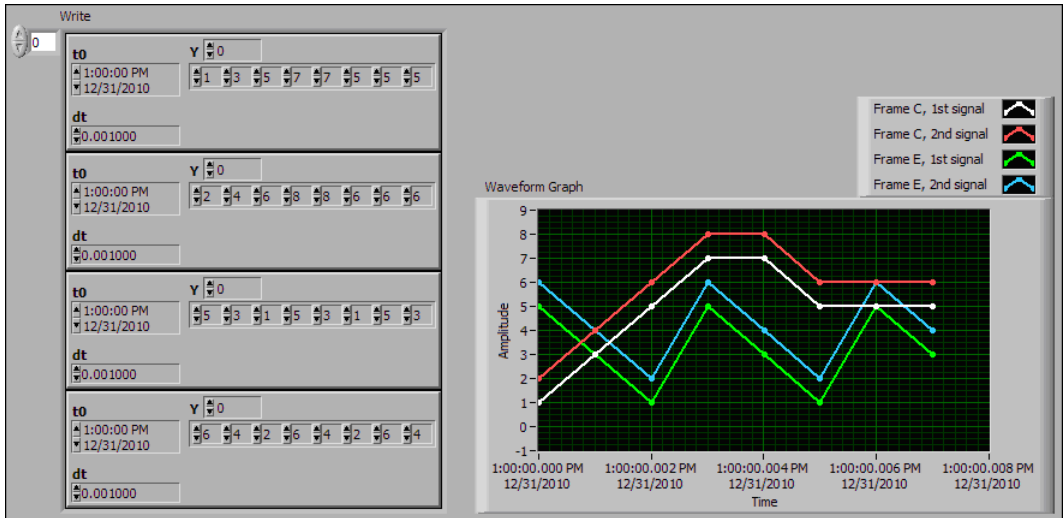 Write
0
t0
1:00:00 PM
12/31/2010
Y 0
1 3 5 7 7 5 5 5
dt
0.001000
t0
1:00:00 PM
12/31/2010
Y 0
2 4 6 8 8 6 6 6
dt
0.001000
t0
1:00:00 PM
12/31/2010
Y 0
5 3 1 5 3 1 5 3
dt
0.001000
t0
1:00:00 PM
12/31/2010
Y 0
6 4 2 6 4 2 6 4
dt
0.001000
Frame C, 1st signal
Frame C, 2nd signal
Frame E, 1st signal
Frame E, 2nd signal
Waveform Graph
Amplitude
9
8
7
6
5
4
3
2
1
0
-1
1:00:00.000 PM 1:00:00.002 PM 1:00:00.004 PM 1:00:00.006 PM 1:00:00.008 PM
12/31/2010 12/31/2010 12/31/2010 12/31/2010 12/31/2010
Time